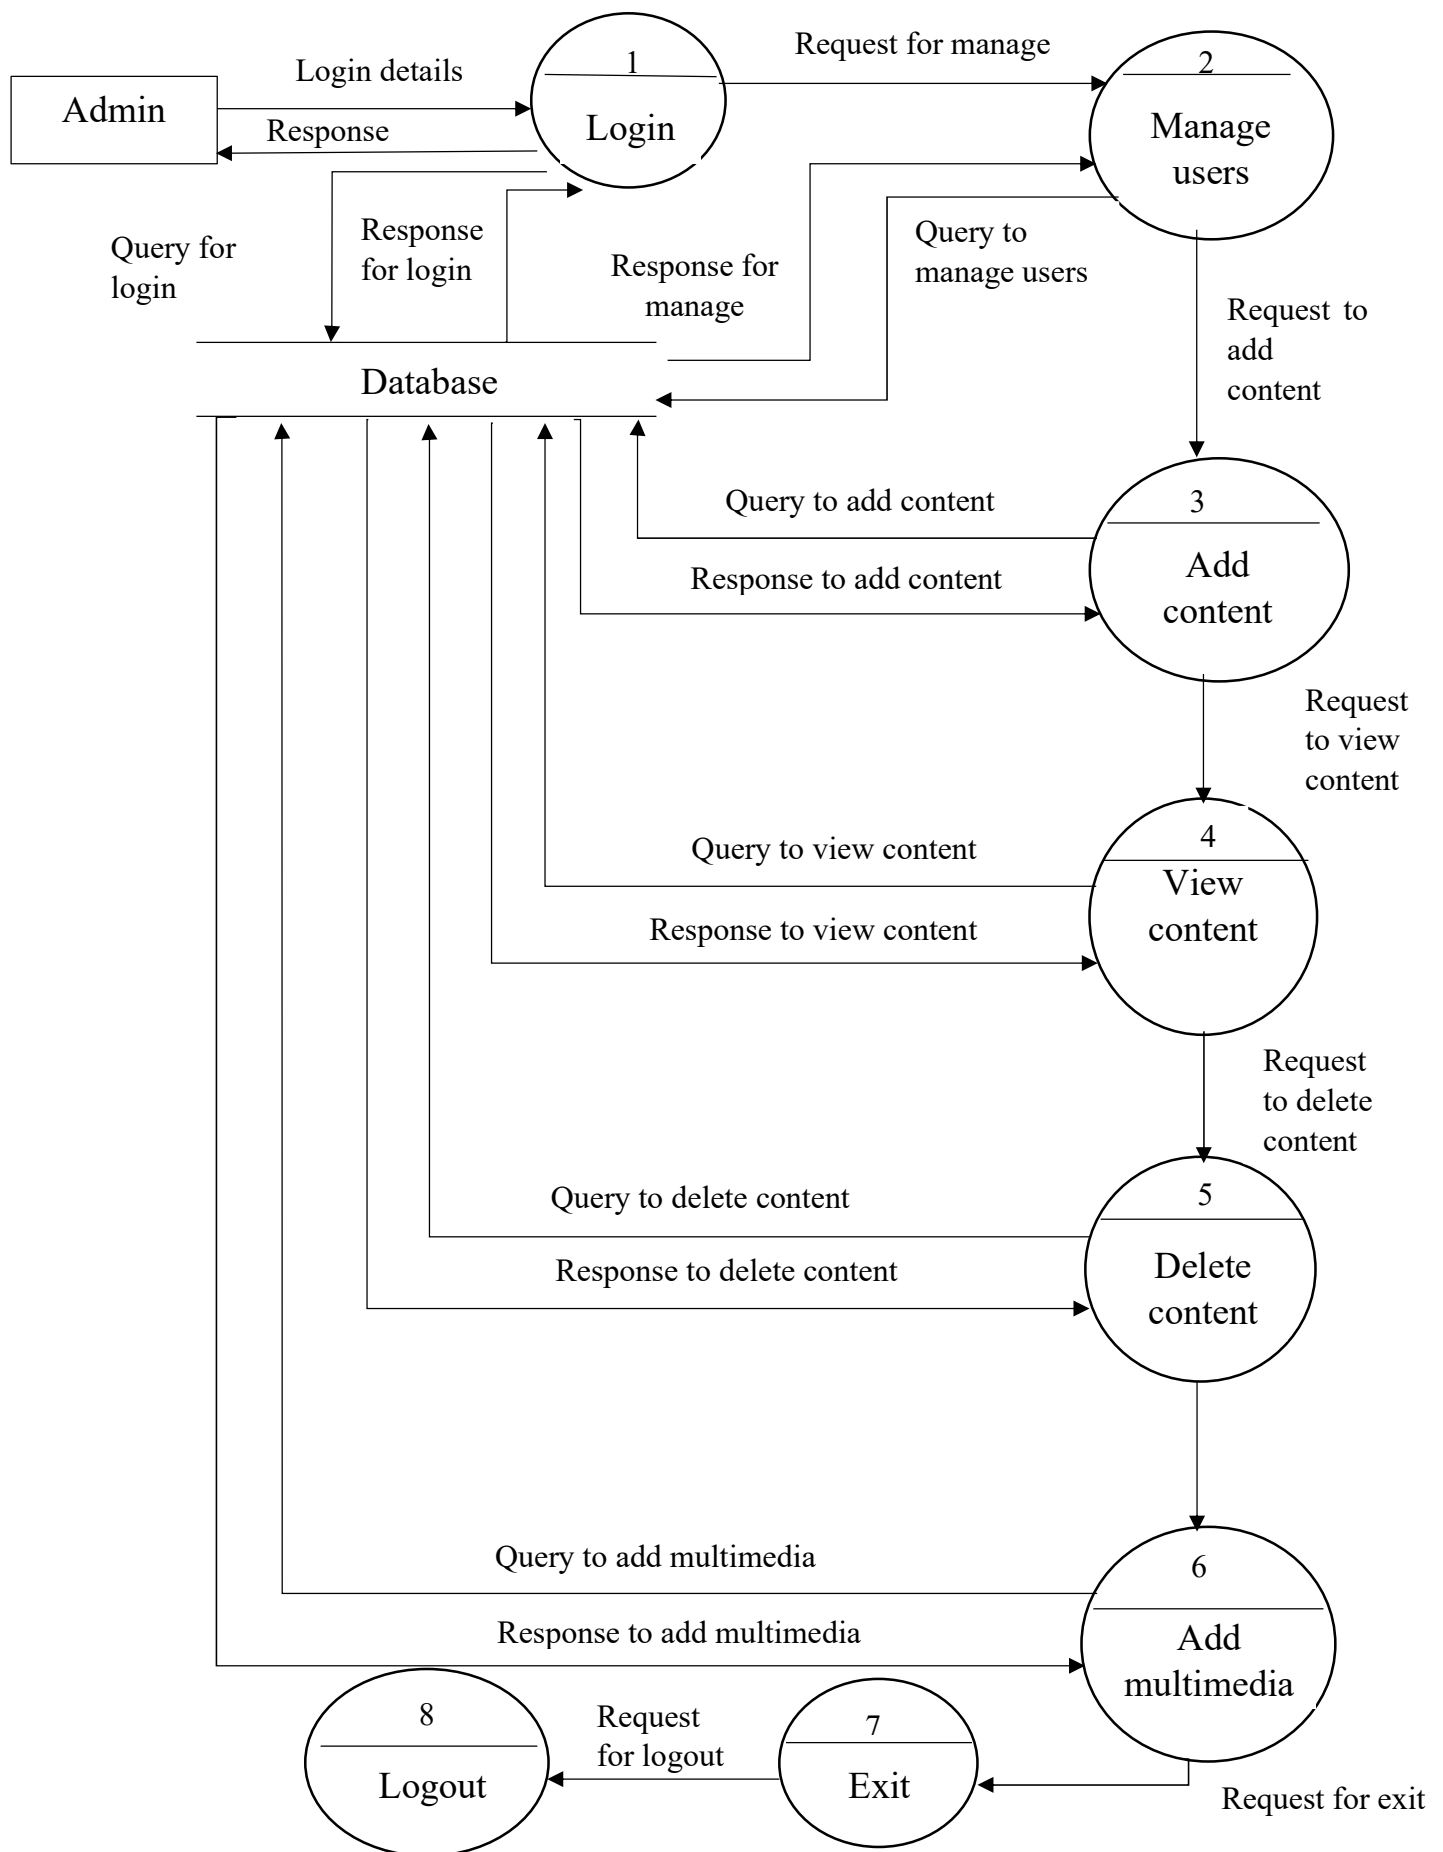 1
Request for manage
2
Login details
Admin
Login
Manage
users
Response
Query for
login
Response
for login
Response for
manage
Query to
manage users
Request to
add
content
Database
Query to add content
3
Response to add content
Add
content
Request
to view
content
Query to view content
4
View
content
Response to view content
Request
to delete
content
Query to delete content
5
Delete
content
Response to delete content
Query to add multimedia
6
Response to add multimedia
Add
multimedia
8
Logout
Request
for logout
7
Exit
Request for exit